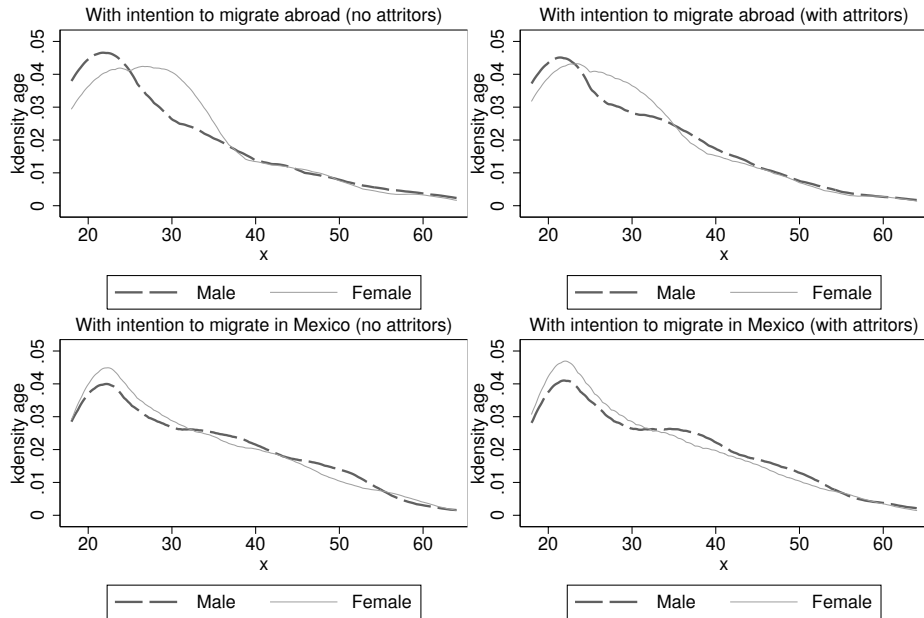 With intention to migrate abroad (no attritors)
kdensity age
0 .01 .02 .03 .04 .05
20 30 40 50 60
x
Male Female
With intention to migrate abroad (with attritors)
kdensity age
0 .01 .02 .03 .04 .05
20 30 40 50 60
x
Male Female
With intention to migrate in Mexico (no attritors)
kdensity age
0 .01 .02 .03 .04 .05
20 30 40 50 60
x
Male Female
With intention to migrate in Mexico (with attritors)
kdensity age
0 .01 .02 .03 .04 .05
20 30 40 50 60
x
Male Female